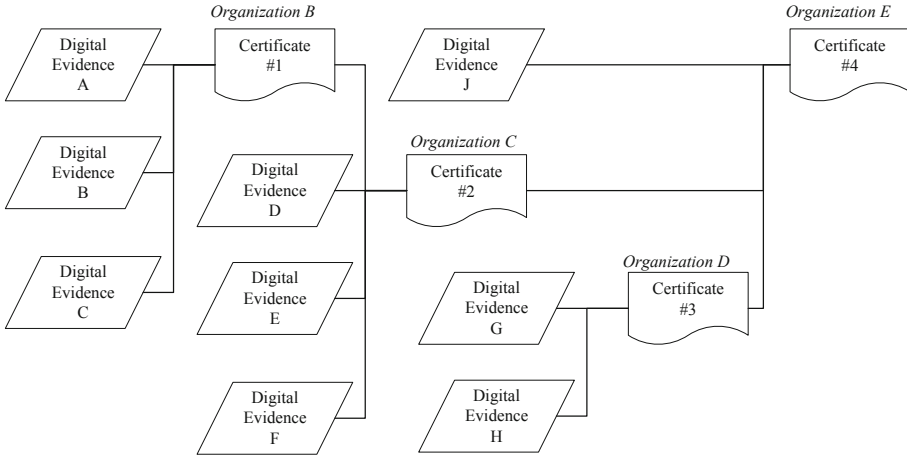 Organization B
Organization E
Digital
Evidence
A
Certificate
#1
Digital
Evidence
J
Certificate
#4
Digital
Evidence
B
Organization C
Digital
Evidence
D
Certificate
#2
Digital
Evidence
C
Digital
Evidence
E
Organization D
Digital
Evidence
G
Certificate
#3
Digital
Evidence
F
Digital
Evidence
H